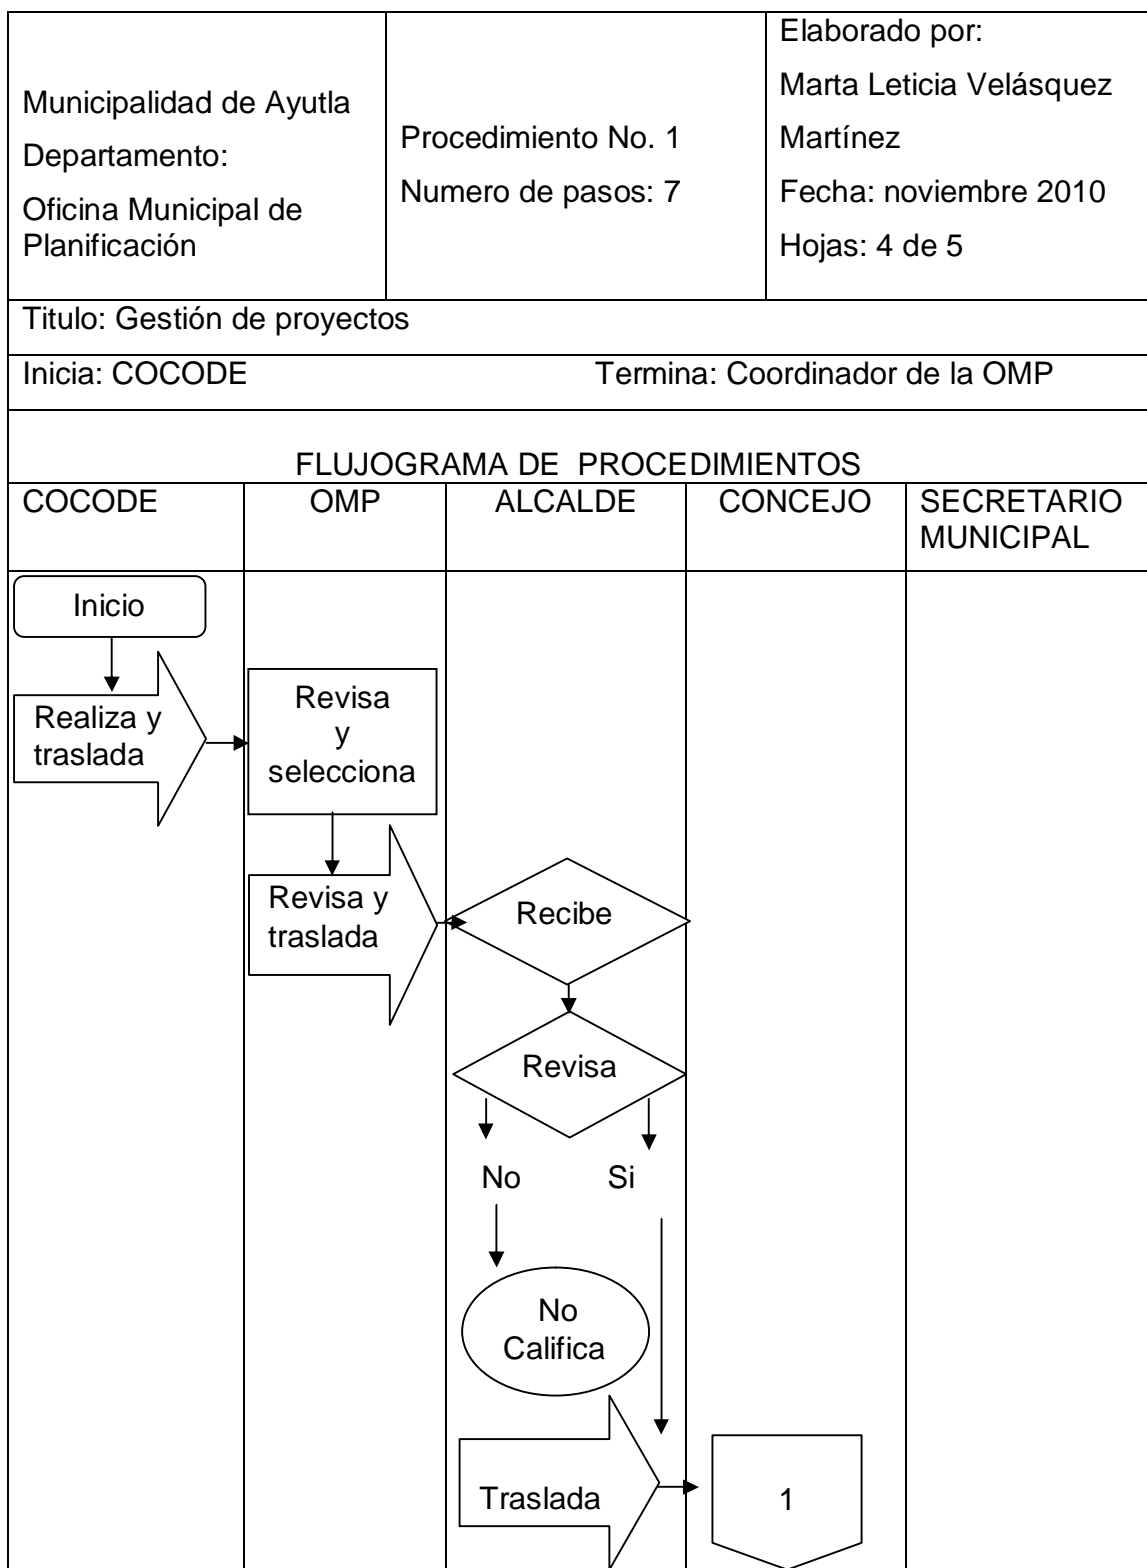 Municipalidad de Ayutla
Departamento:
Oficina Municipal de
Planificación
Procedimiento No. 1
Numero de pasos: 7
Elaborado por:
Marta Leticia Velásquez
Martínez
Fecha: noviembre 2010
Hojas: 4 de 5
Titulo: Gestión de proyectos
Inicia: COCODE Termina: Coordinador de la OMP
FLUJOGRAMA DE PROCEDIMIENTOS
COCODE
OMP
ALCALDE
CONCEJO
SECRETARIO
MUNICIPAL
Inicio
Realiza y
traslada
Revisa
y
selecciona
Revisa y
traslada
Recibe
Revisa
No Si
No
Califica
Traslada
1